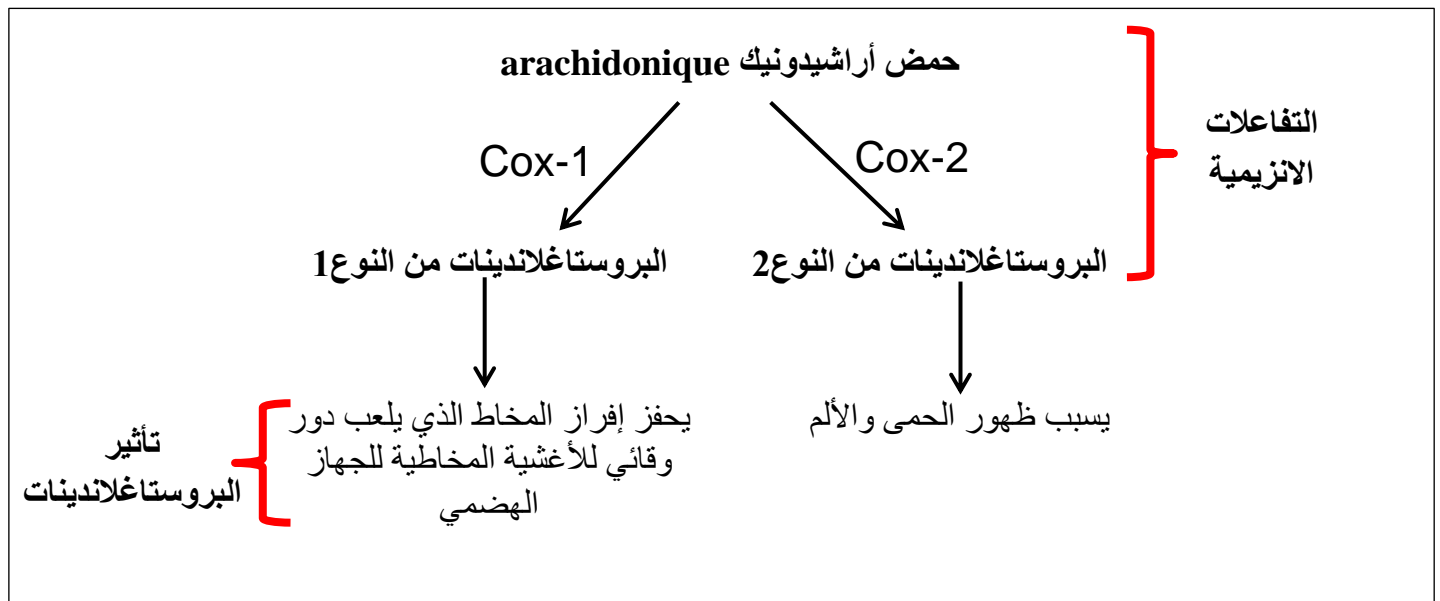 حمض أراشيدونيك arachidonique
التفاعلات
الانزيمية
Cox-1
Cox-2
البروستاغلاندينات من النوع2
البروستاغلاندينات من النوع1
يسبب ظهور الحمى والألم
يحفز إفراز المخاط الذي يلعب دور
وقائي للأغشية المخاطية للجهاز
الهضمي
تأثير
البروستاغلاندينات